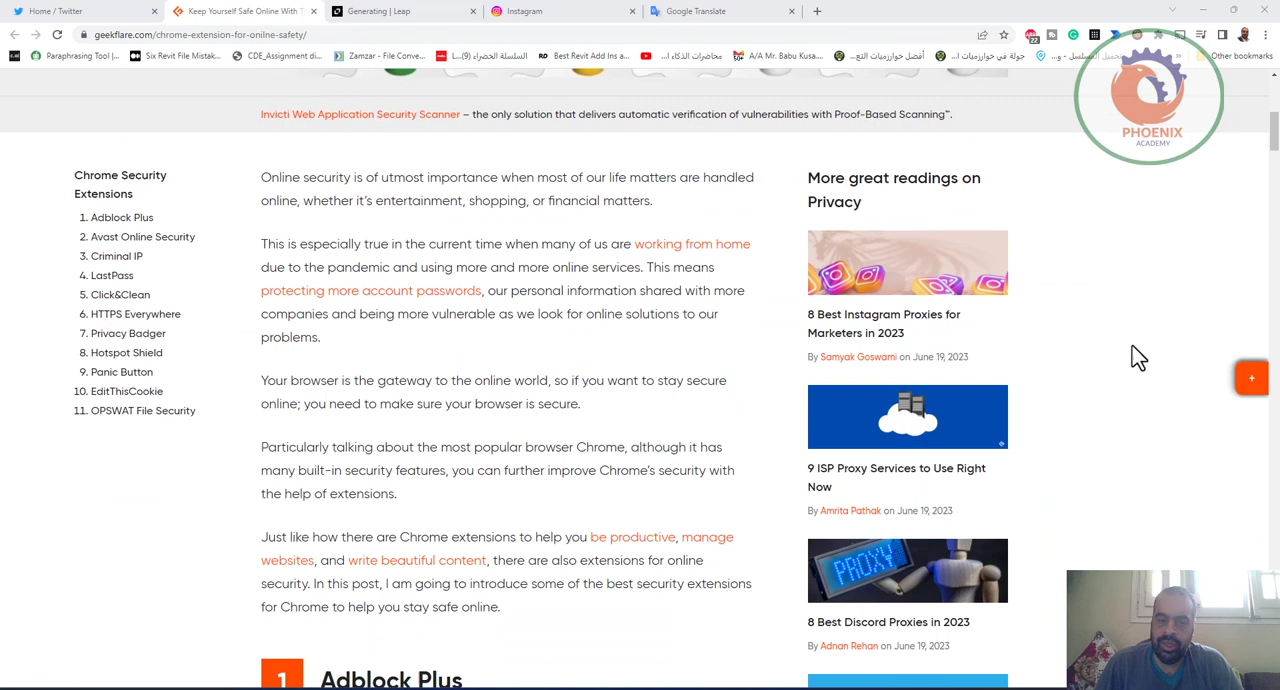 Home / Twitter
Keep Yourself Safe Online With T
Generating | Leap
Instagram
Google Translate
geekflare.com/chrome-extension-for-onilne-safety/
Paraphrasing Tool |...
Six Revit File Mistak...
CDE_Assignment di...
Zamzar - File Conve...
السلسلة الخضراء (9)...ا
Best Revit Add Ins a...
محاضرات الذكاء ا...
A/A Mr. Babu Kusa...
أفضل خوارزميات التع...
جولة في خوارزميات ا...
Other bookmarks
PHOENIX
ACADEMY
Invicti Web Application Security Scanner – the only solution that delivers automatic verification of vulnerabilities with Proof-Based Scanning™.
Chrome Security
Extensions
1. Adblock Plus
2. Avast Online Security
3. Criminal IP
4. LastPass
5. Click&Clean
6. HTTPS Everywhere
7. Privacy Badger
8. Hotspot Shield
9. Panic Button
10. EditThisCookie
11. OPSWAT File Security
Online security is of utmost importance when most of our life matters are handled
online, whether it's entertainment, shopping, or financial matters.
This is especially true in the current time when many of us are working from home
due to the pandemic and using more and more online services. This means
protecting more account passwords, our personal information shared with more
companies and being more vulnerable as we look for online solutions to our
problems.
Your browser is the gateway to the online world, so if you want to stay secure
online; you need to make sure your browser is secure.
Particularly talking about the most popular browser Chrome, although it has
many built-in security features, you can further improve Chrome's security with
the help of extensions.
Just like how there are Chrome extensions to help you be productive, manage
websites, and write beautiful content, there are also extensions for online
security. In this post, I am going to introduce some of the best security extensions
for Chrome to help you stay safe online.
1 Adblock Plus
More great readings on
Privacy
8 Best Instagram Proxies for
Marketers in 2023
By Samyak Goswami on June 19, 2023
9 ISP Proxy Services to Use Right
Now
By Amrita Pathak on June 19, 2023
PROXY
8 Best Discord Proxies in 2023
By Adnan Rehan on June 19, 2023